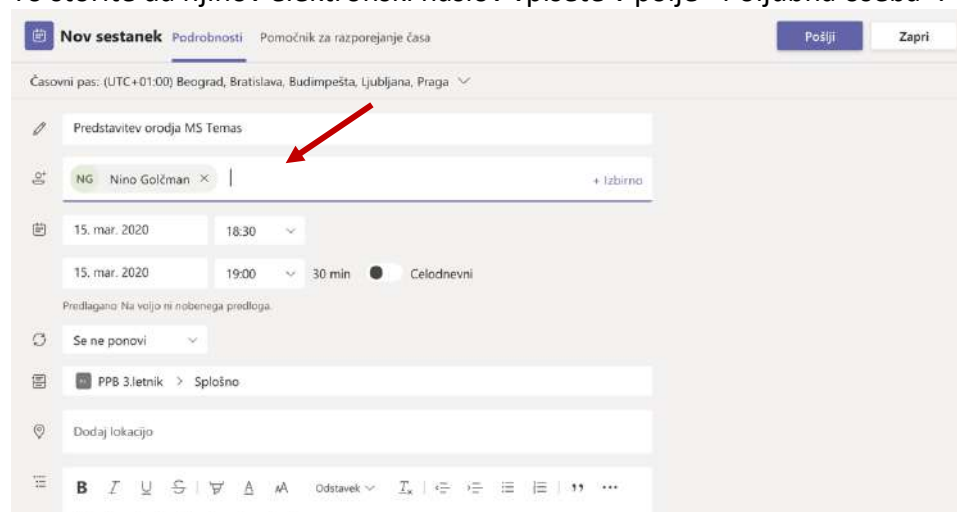 Nov sestanek Podrobnosti Pomočnik za razporejanje časa Pošlji Zapri
Časovni pas: (UTC+01:00) Beograd, Bratislava, Budimpešta, Ljubljana, Praga
Predstavitev orodja MS Temas
NG Nino Golčman × + Izbirno
15. mar. 2020 18:30
15. mar. 2020 19:00 30 min Celodnevni
Predlagano: Na voljo ni nobenega predloga.
Se ne ponovi
PPB 3.letnik > Splošno
Dodaj lokacijo
B I U S A AA Odstavek